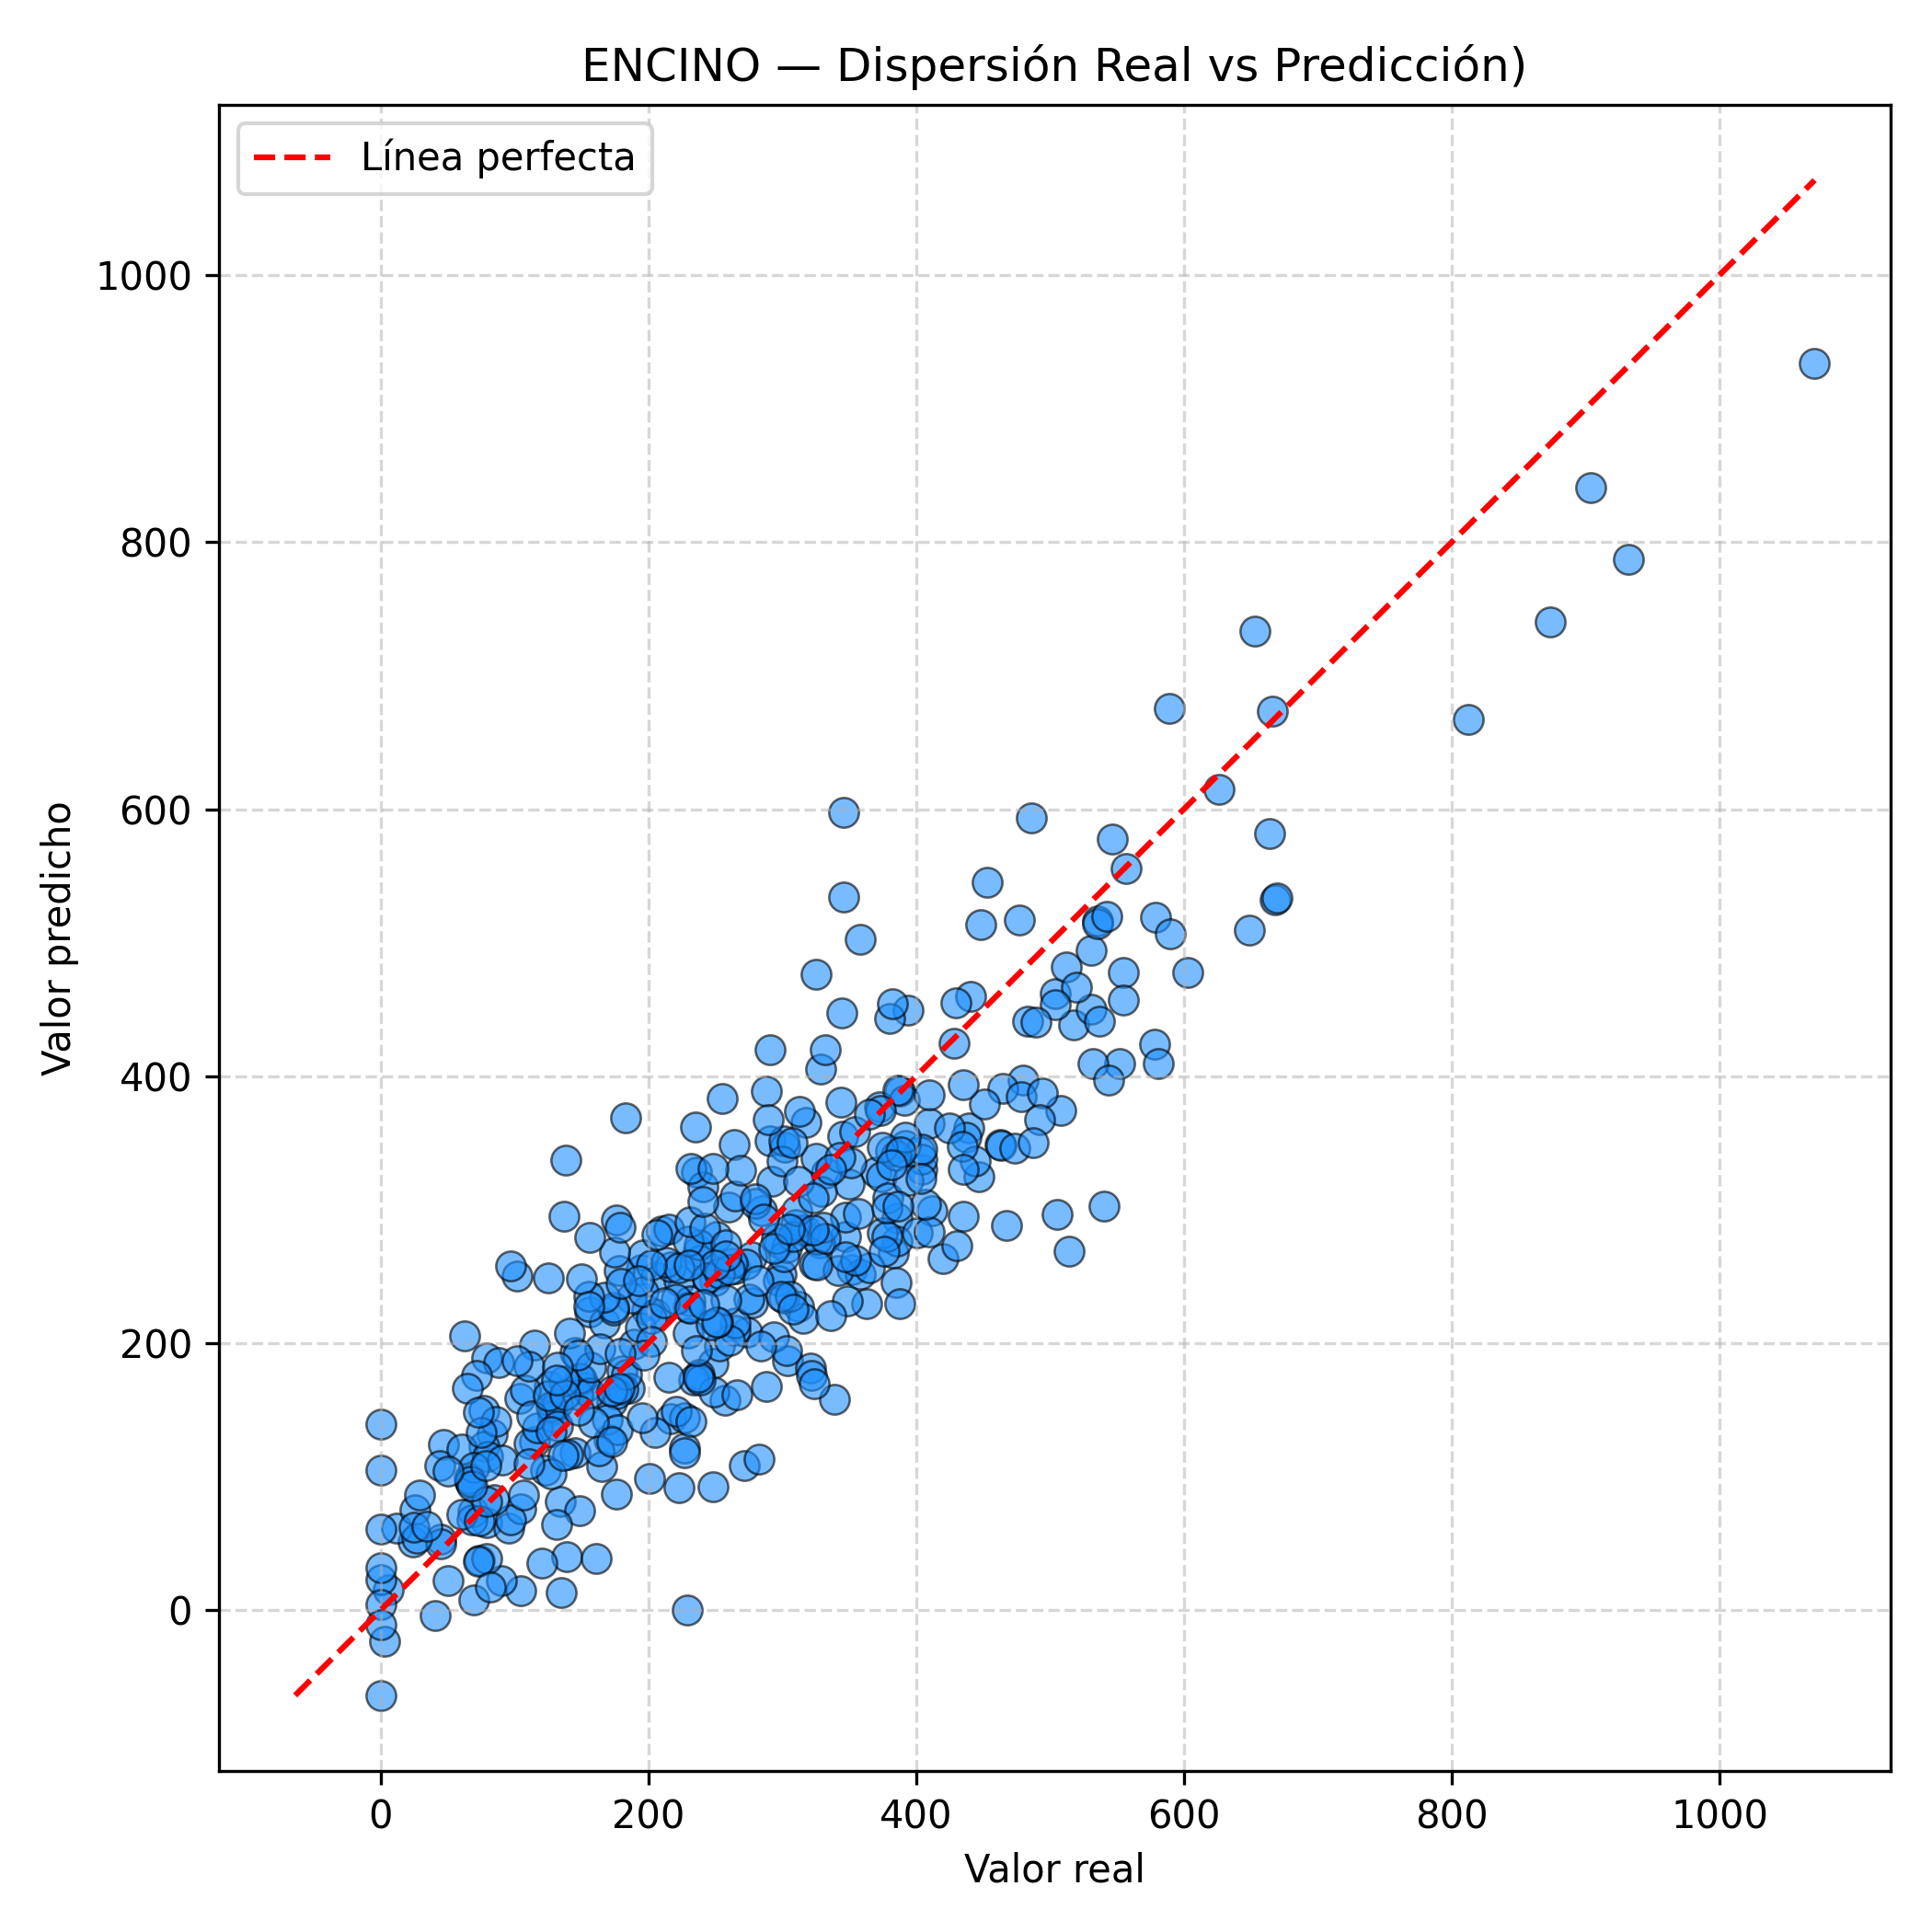 ENCINO — Dispersión Real vs Predicción)
Línea perfecta
1000
800
600
400
200
0
Valor predicho
0 200 400 600 800 1000
Valor real